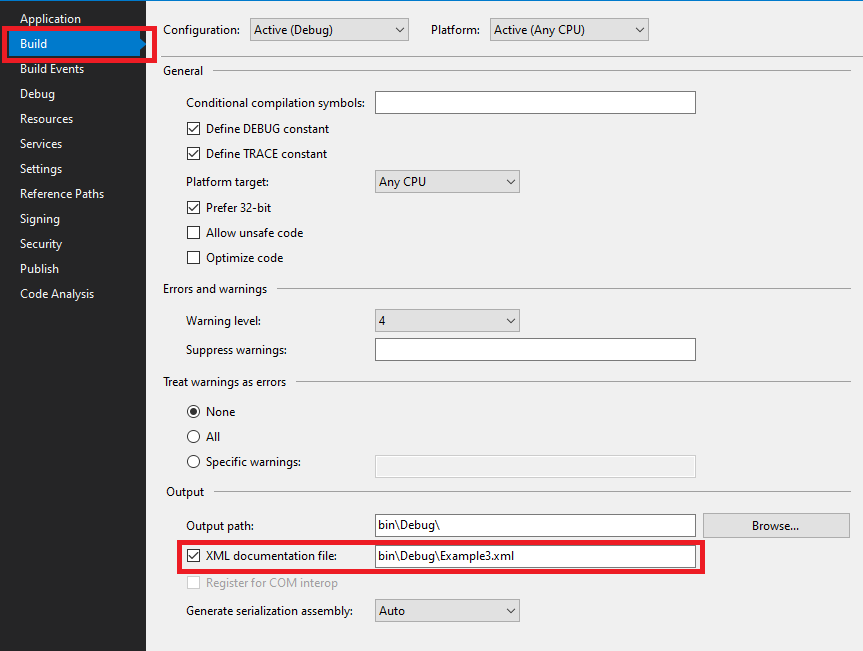 Application
Build
Build Events
Debug
Resources
Services
Settings
Reference Paths
Signing
Security
Publish
Code Analysis
Configuration: Active (Debug) Platform: Active (Any CPU)
General
Conditional compilation symbols:
Define DEBUG constant
Define TRACE constant
Platform target: Any CPU
Prefer 32-bit
Allow unsafe code
Optimize code
Errors and warnings
Warning level: 4
Suppress warnings:
Treat warnings as errors
None
All
Specific warnings:
Output
Output path: bin\Debug\ Browse...
XML documentation file: bin\Debug\Example3.xml
Register for COM interop
Generate serialization assembly: Auto